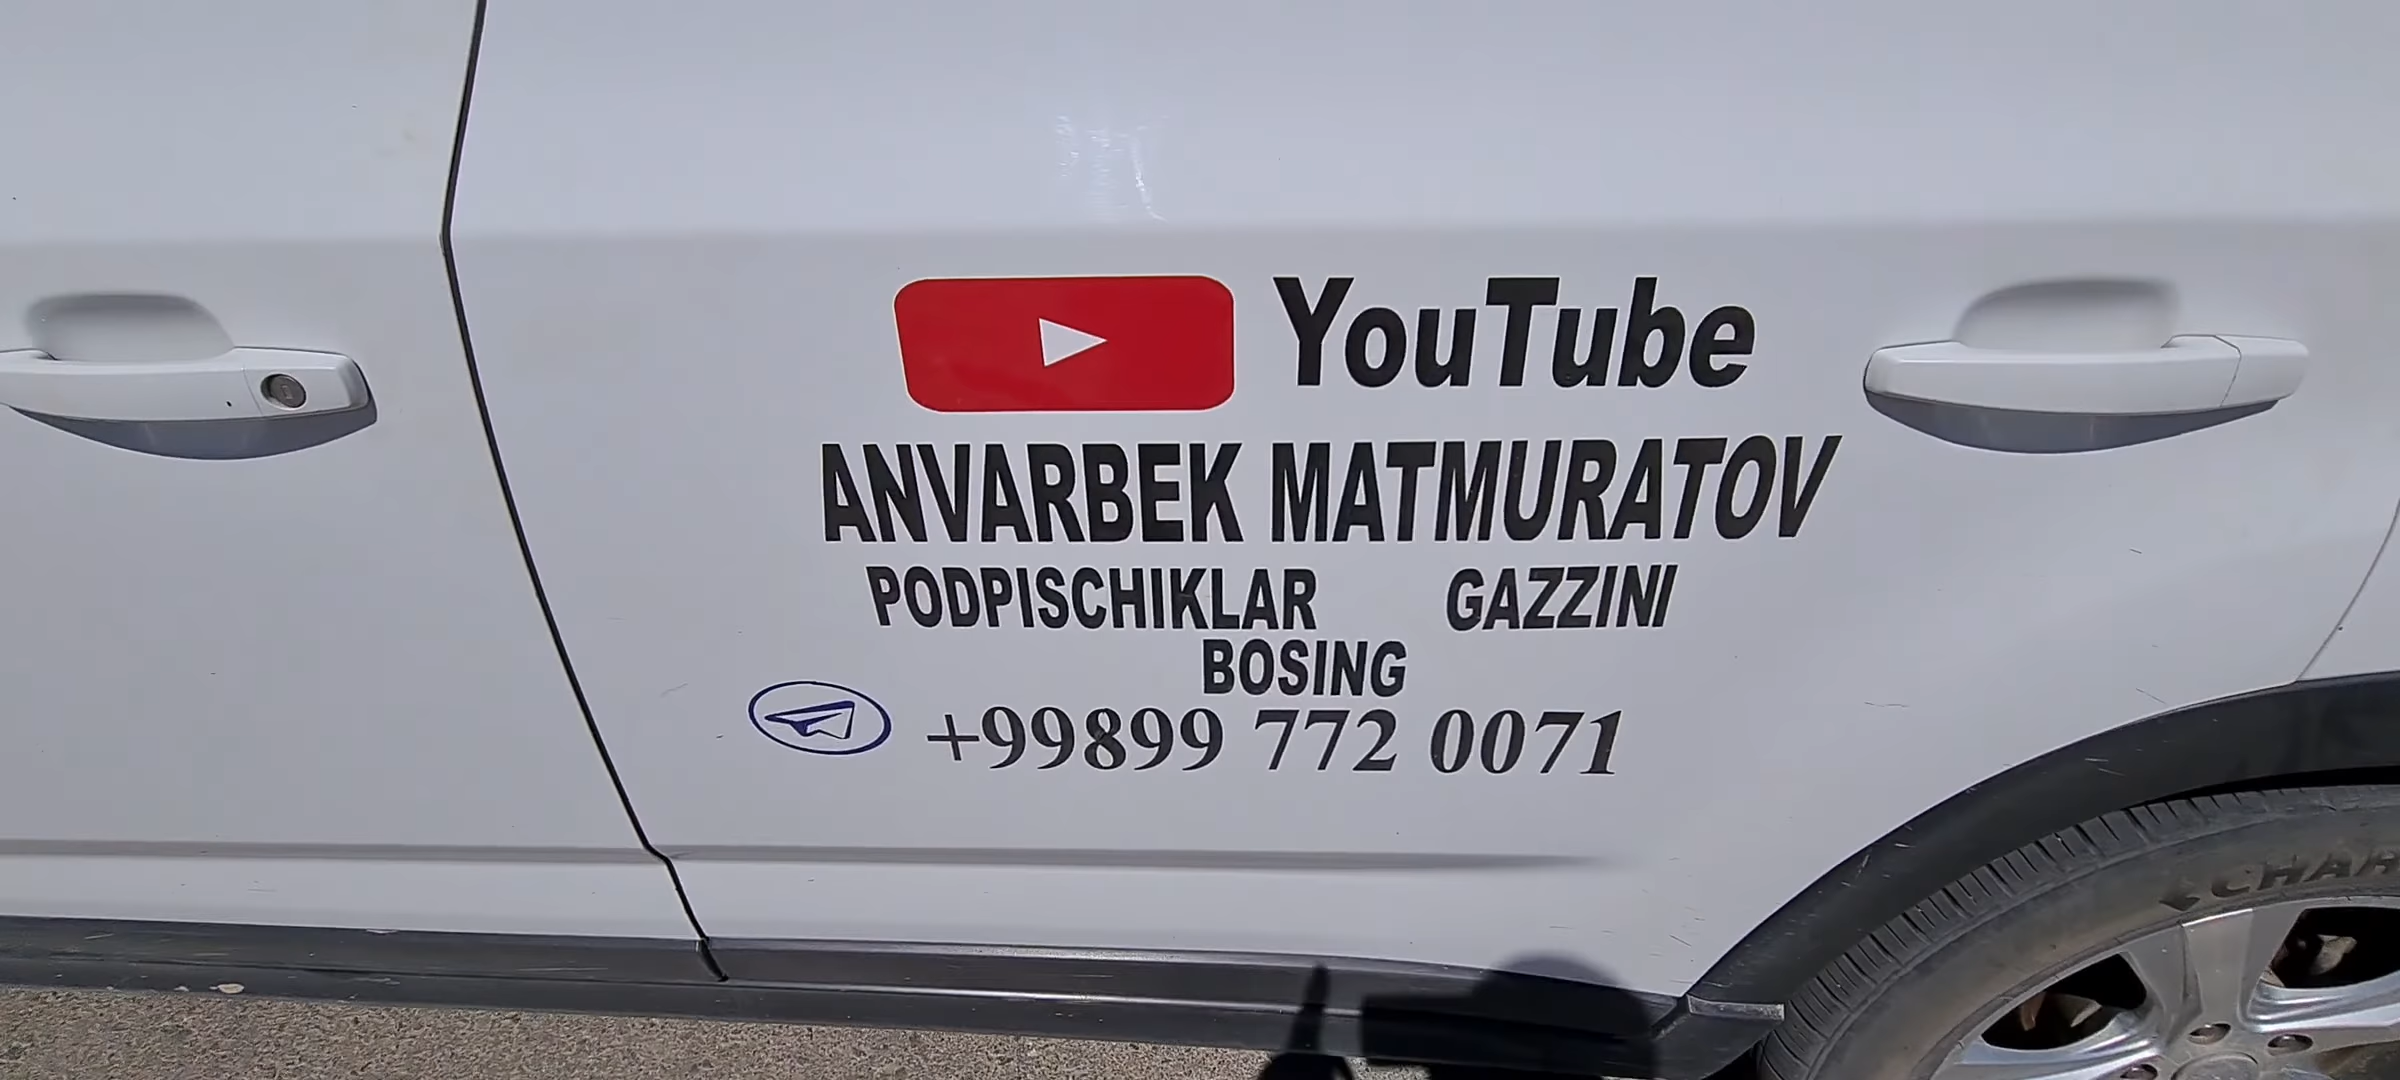 YouTube
ANVARBEK MATMURATOV
PODPISCHIKLAR GAZZINI
BOSING
+99899 772 0071